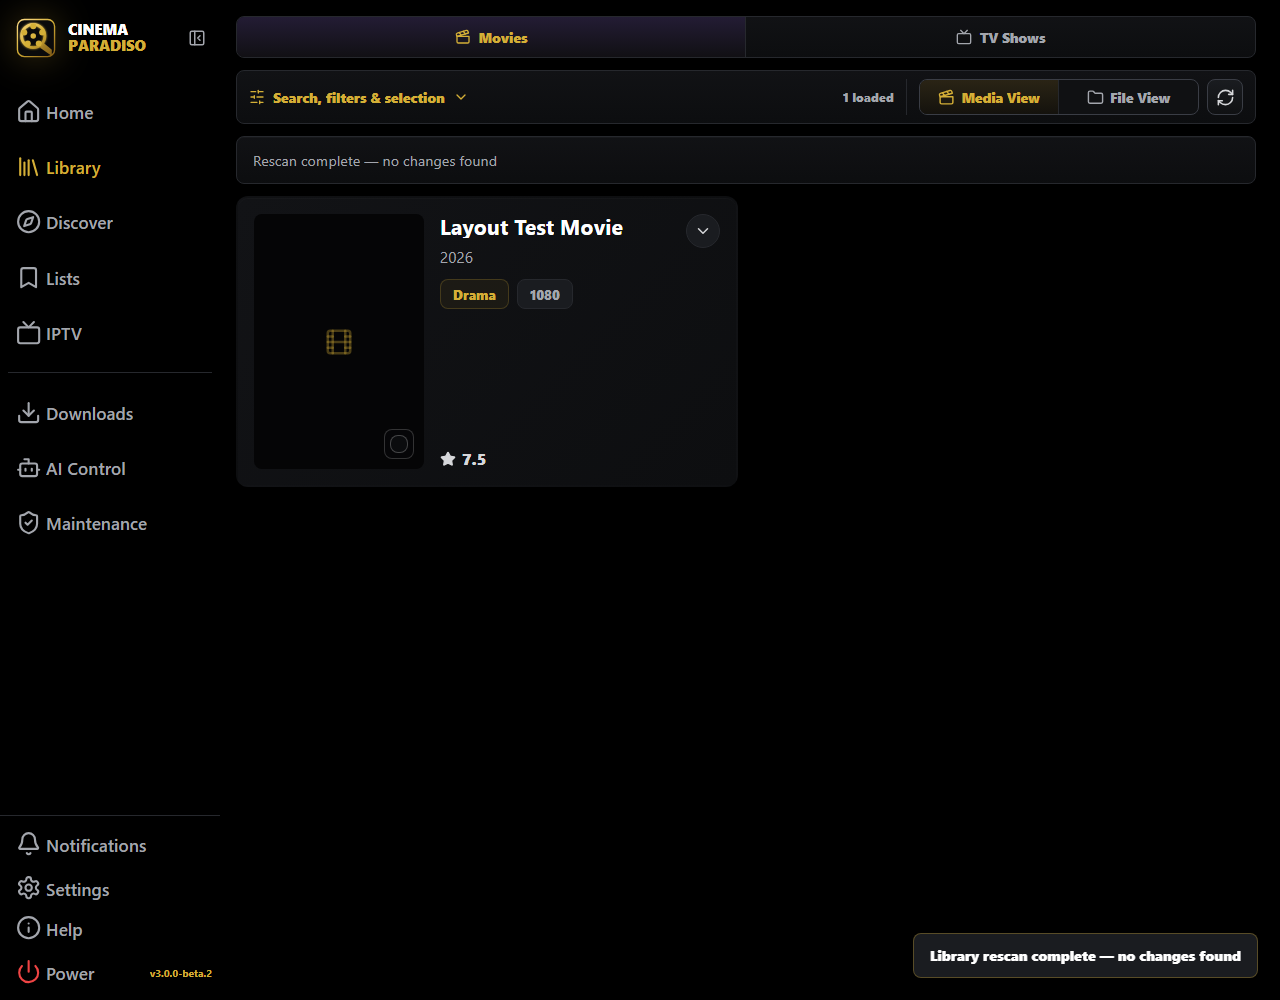 CINEMA
PARADISO
Home
Library
Discover
Lists
IPTV
Downloads
AI Control
Maintenance
Notifications
Settings
Help
Power
v3.0.0-beta.2
Movies
TV Shows
Search, filters & selection
1 loaded
Media View
File View
Rescan complete — no changes found
Layout Test Movie
2026
Drama
1080
7.5
Library rescan complete — no changes found